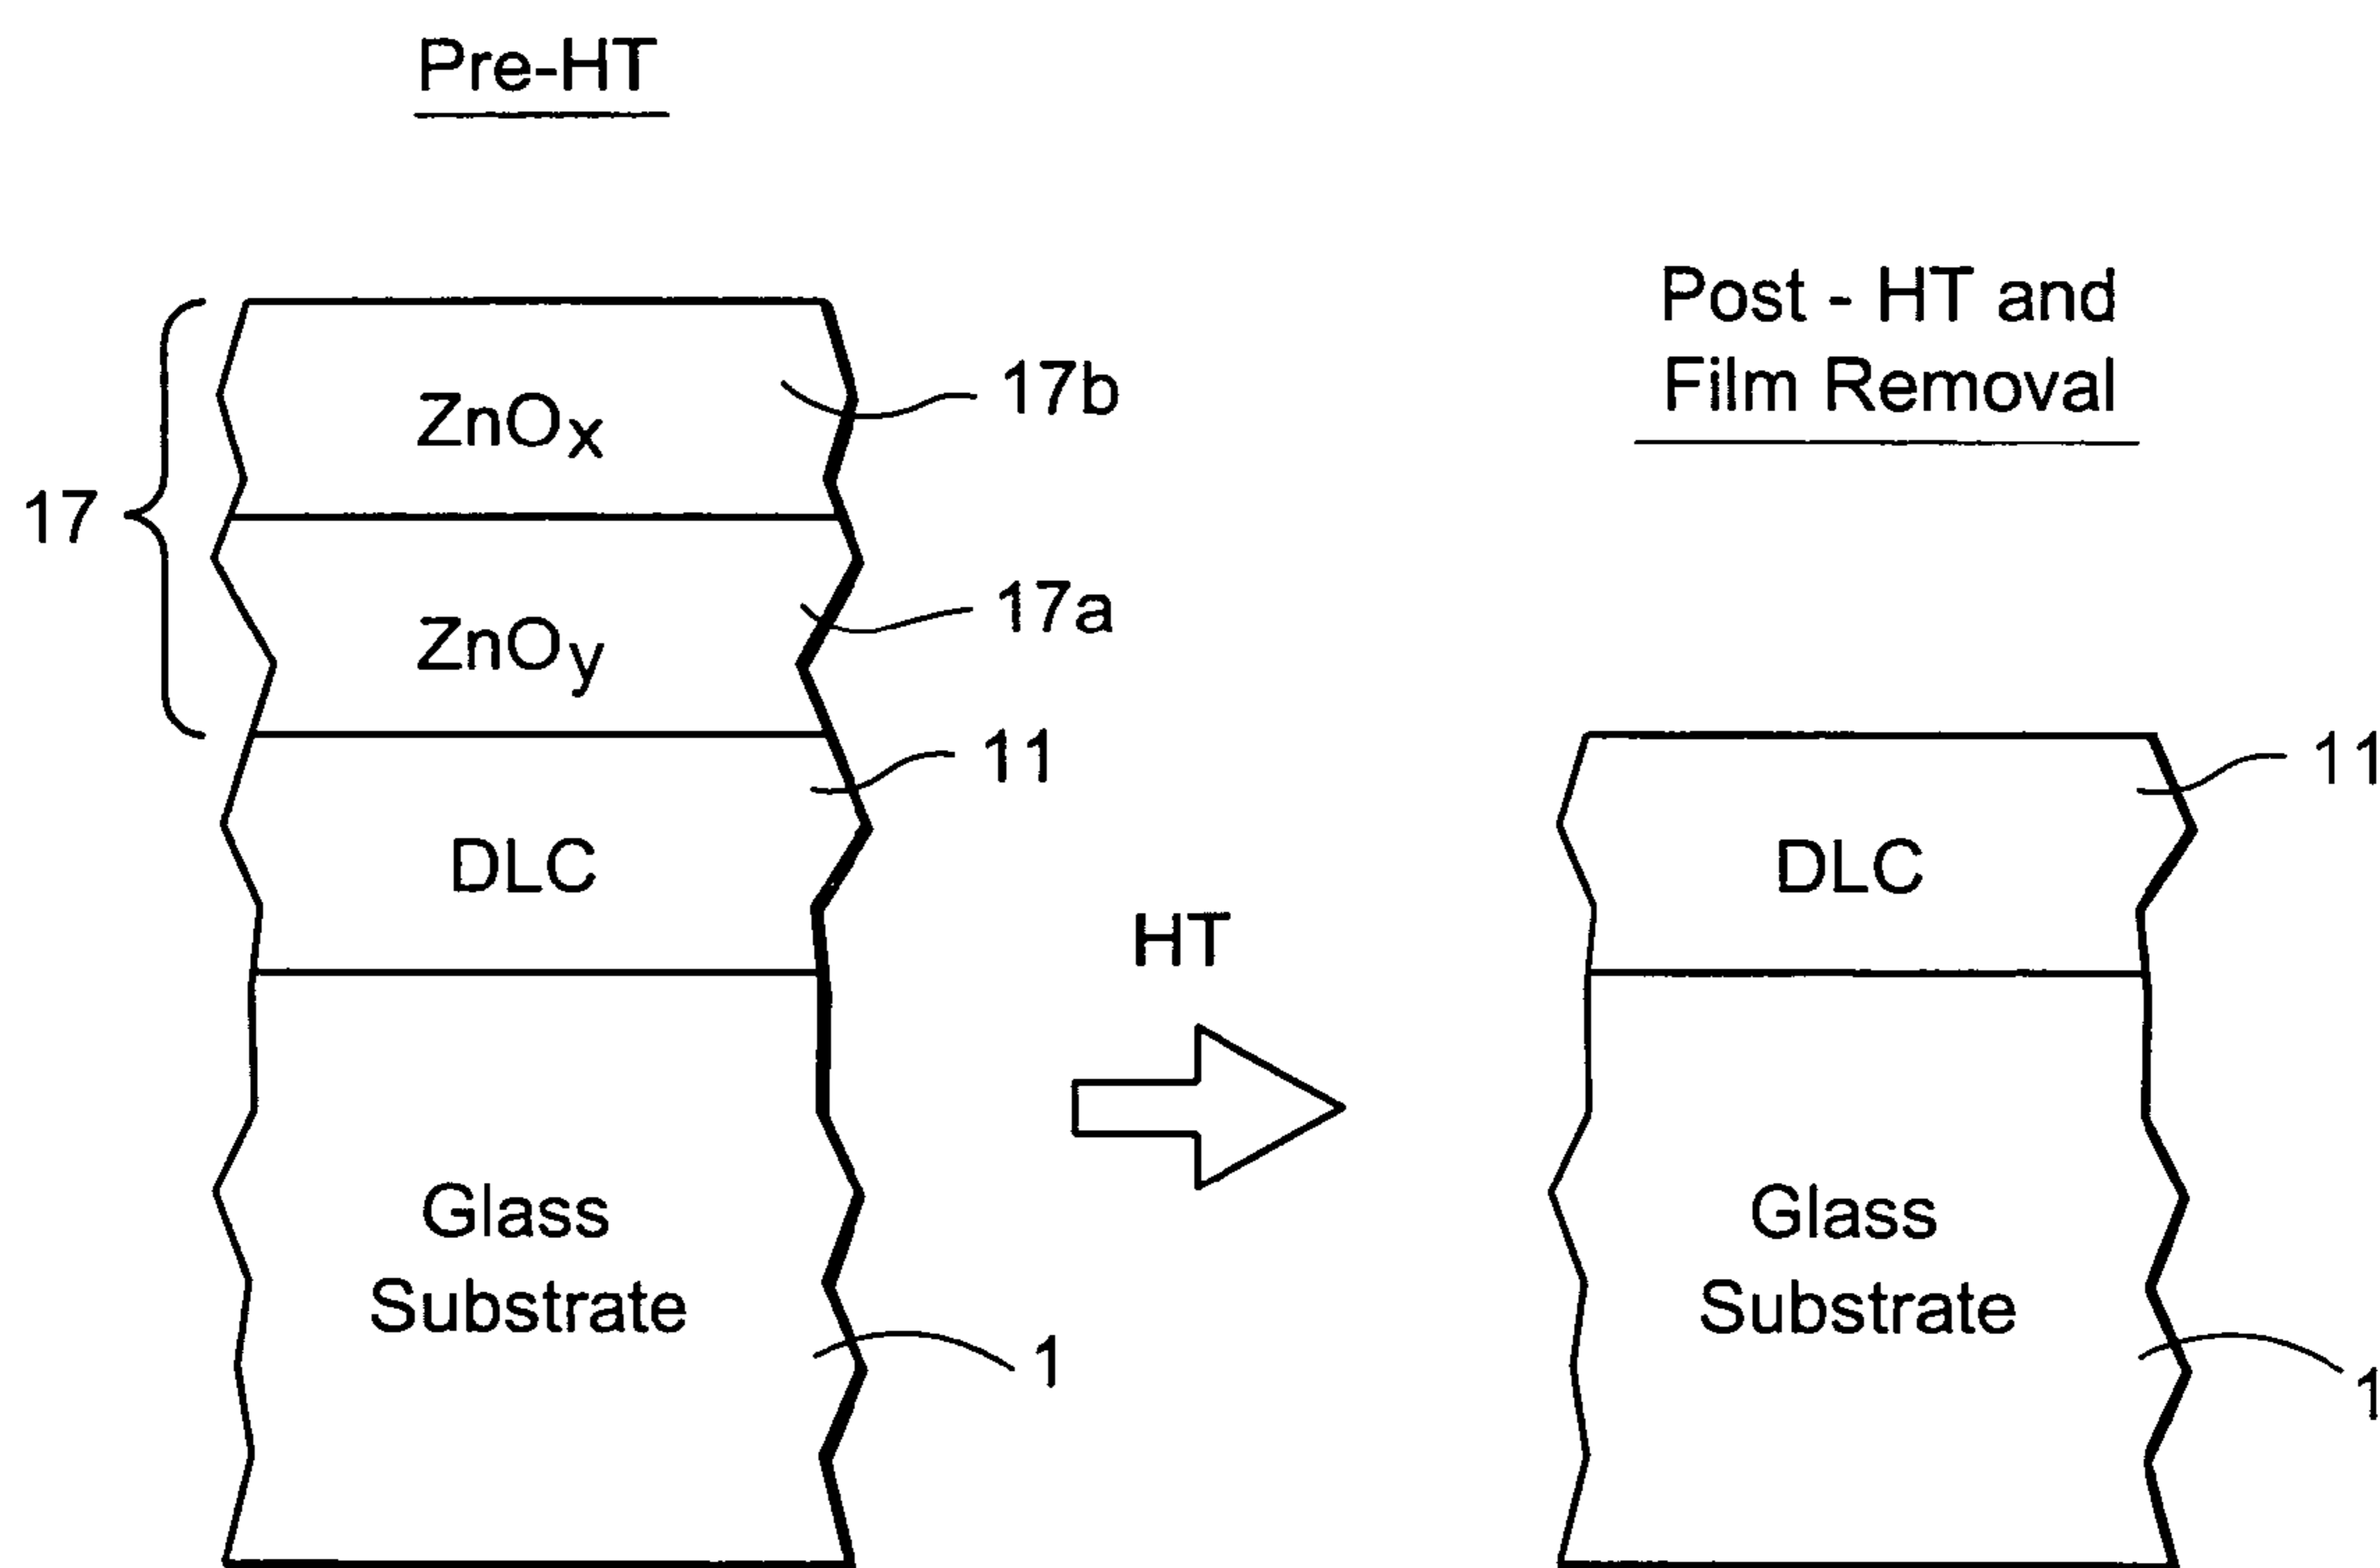 Pre-HT
17b
ZnOx
17
17a
ZnOy
11
DLC
Glass
Substrate
1
HT
Post - HT and
Film Removal
11
DLC
Glass
Substrate
1